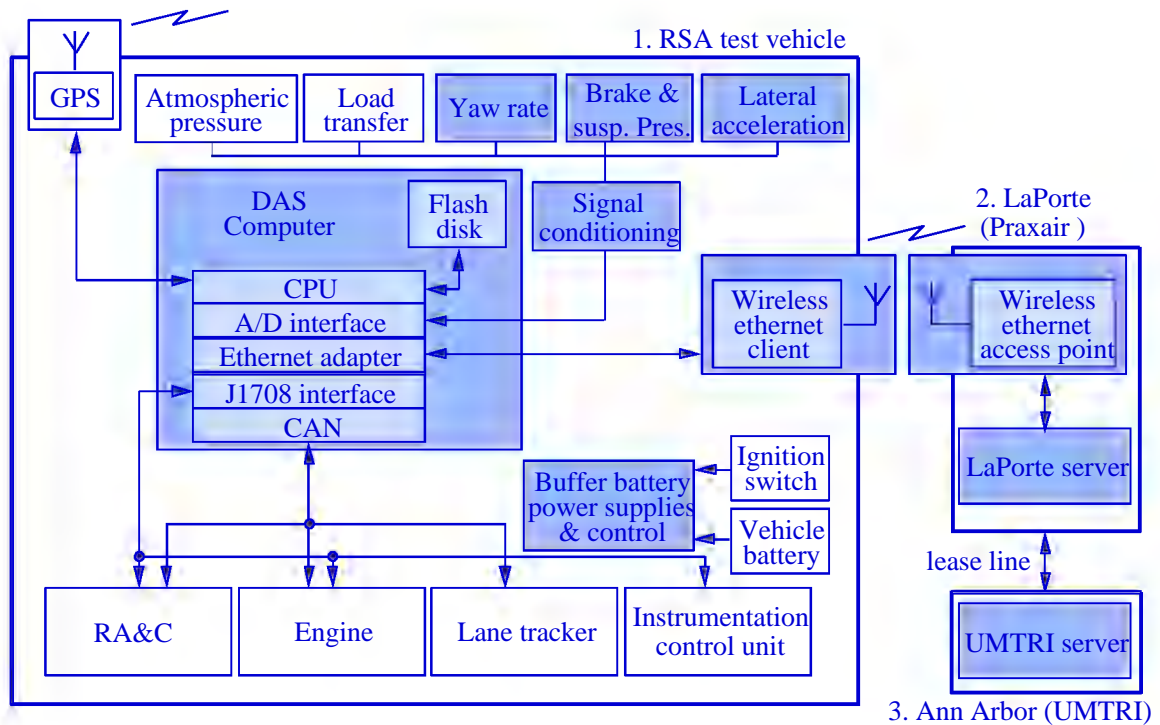 1. RSA test vehicle
GPS
Atmospheric
pressure
Load
transfer
Yaw rate
Brake &
susp. Pres.
Lateral
acceleration
DAS
Computer
Flash
disk
Signal
conditioning
2. LaPorte
(Praxair )
CPU
A/D interface
Ethernet adapter
J1708 interface
CAN
Wireless
ethernet
client
Wireless
ethernet
access point
LaPorte server
Buffer battery
power supplies
& control
Ignition
switch
Vehicle
battery
lease line
RA&C
Engine
Lane tracker
Instrumentation
control unit
UMTRI server
3. Ann Arbor (UMTRI)